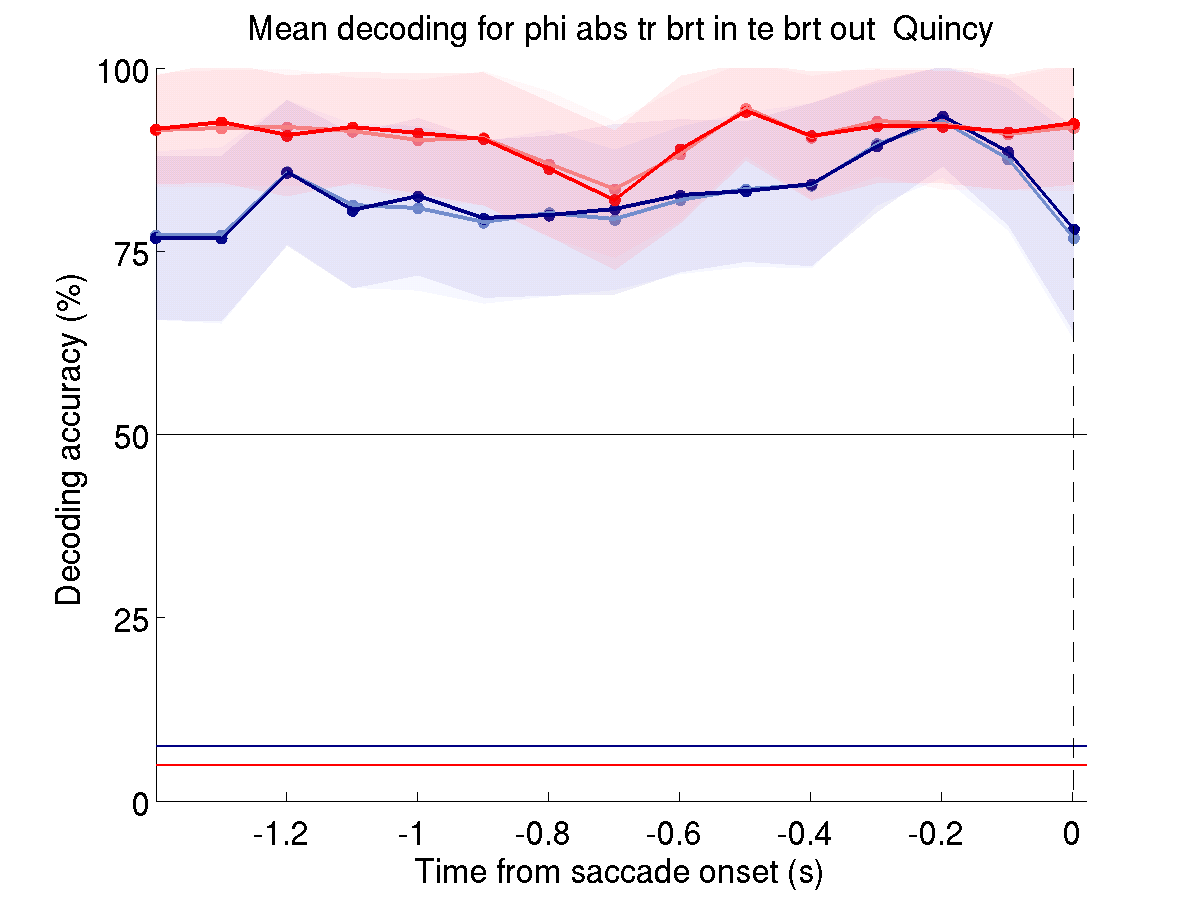 Mean decoding for phi abs tr brt in te brt out  Quincy
100
75
50
25
0
Decoding accuracy (%)
-1.2 -1 -0.8 -0.6 -0.4 -0.2 0
Time from saccade onset (s)